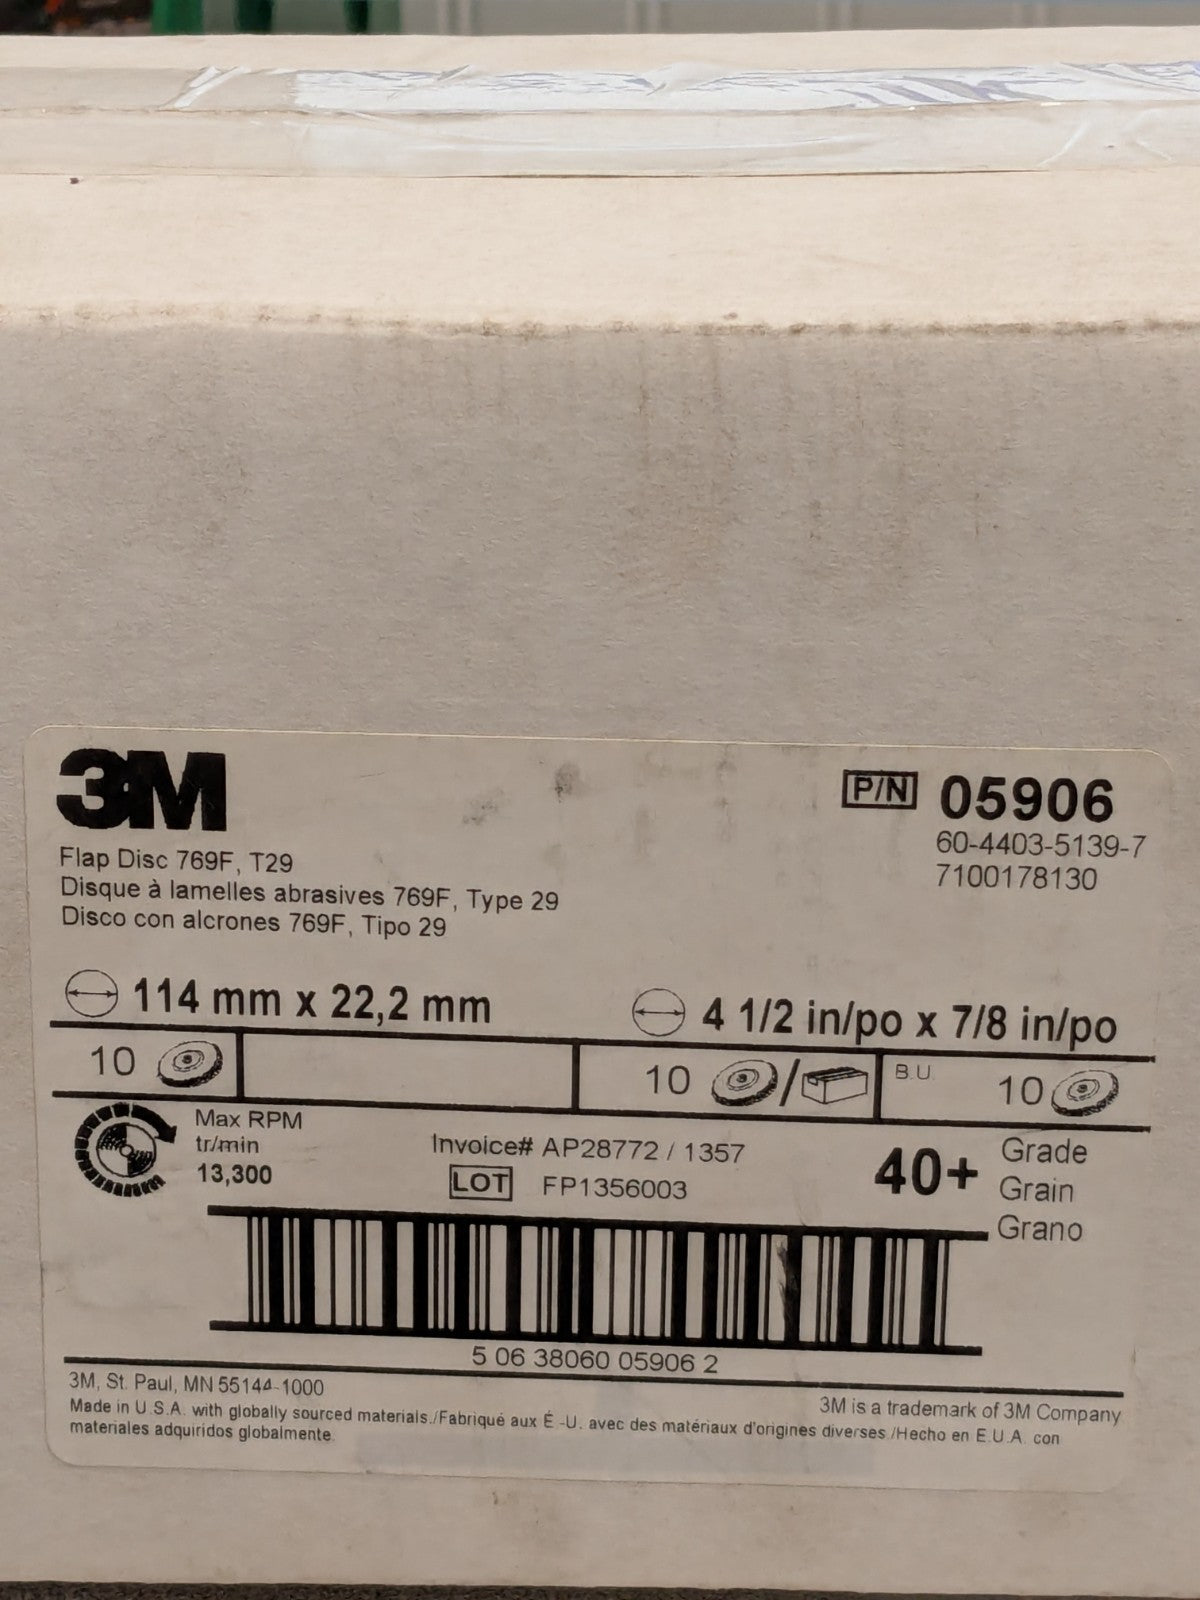 3M
P/N 05906
60-4403-5139-7
7100178130
Flap Disc 769F, T29
Disque à lamelles abrasives 769F, Type 29
Disco con alcrones 769F, Tipo 29
114 mm x 22,2 mm
4 1/2 in/po x 7/8 in/po
10
10 /
B.U. 10
Max RPM
tr/min
13,300
Invoice# AP28772 / 1357
LOT FP1356003
40+
Grade
Grain
Grano
5 06 38060 05906 2
3M, St. Paul, MN 55144-1000
3M is a trademark of 3M Company
Made in U.S.A. with globally sourced materials./Fabriqué aux É.-U. avec des matériaux d'origines diverses./Hecho en E.U.A. con
materiales adquiridos globalmente.